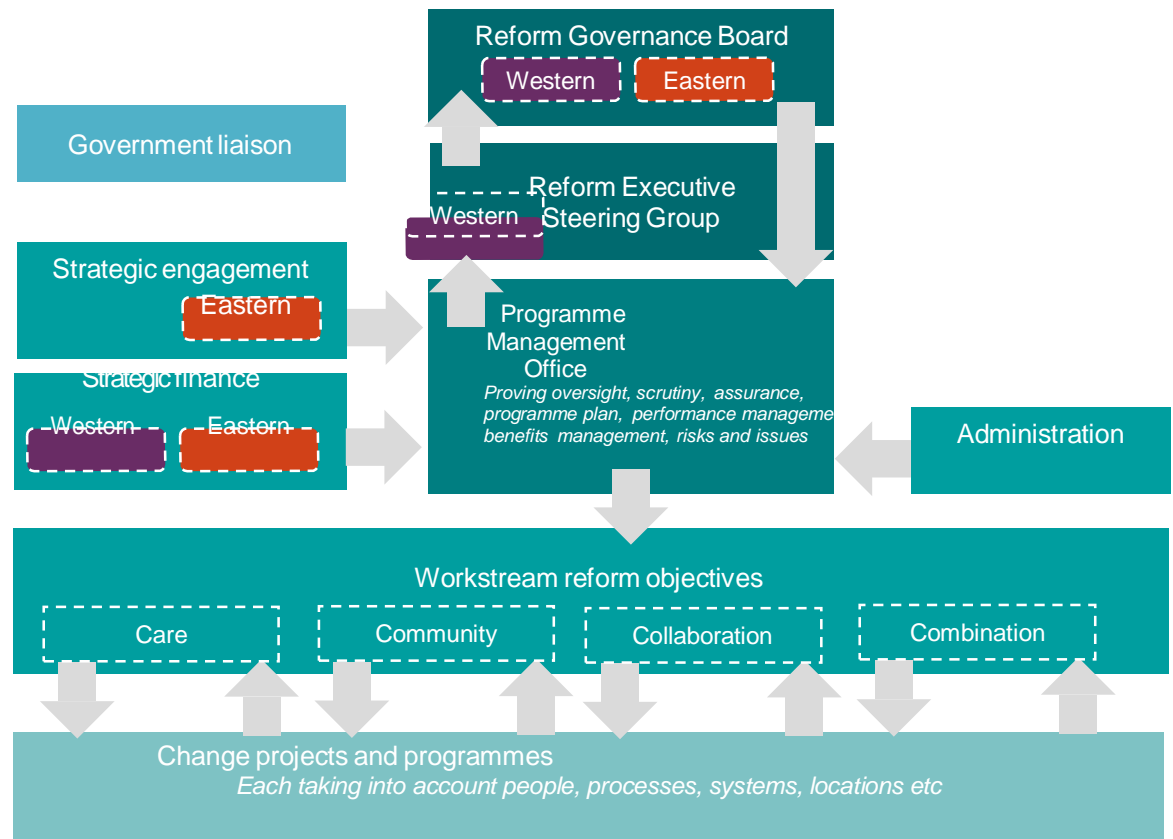 Reform Governance Board
Western
Eastern
Government liaison
Reform Executive
Steering Group
Western
Strategic engagement
Eastern
Programme
Management
Office
Proving oversight, scrutiny, assurance,
programme plan, performance manageme
benefits management, risks and issues
Strategic finance
Western
Eastern
Administration
Workstream reform objectives
Care
Community
Collaboration
Combination
Change projects and programmes
Each taking into account people, processes, systems, locations etc